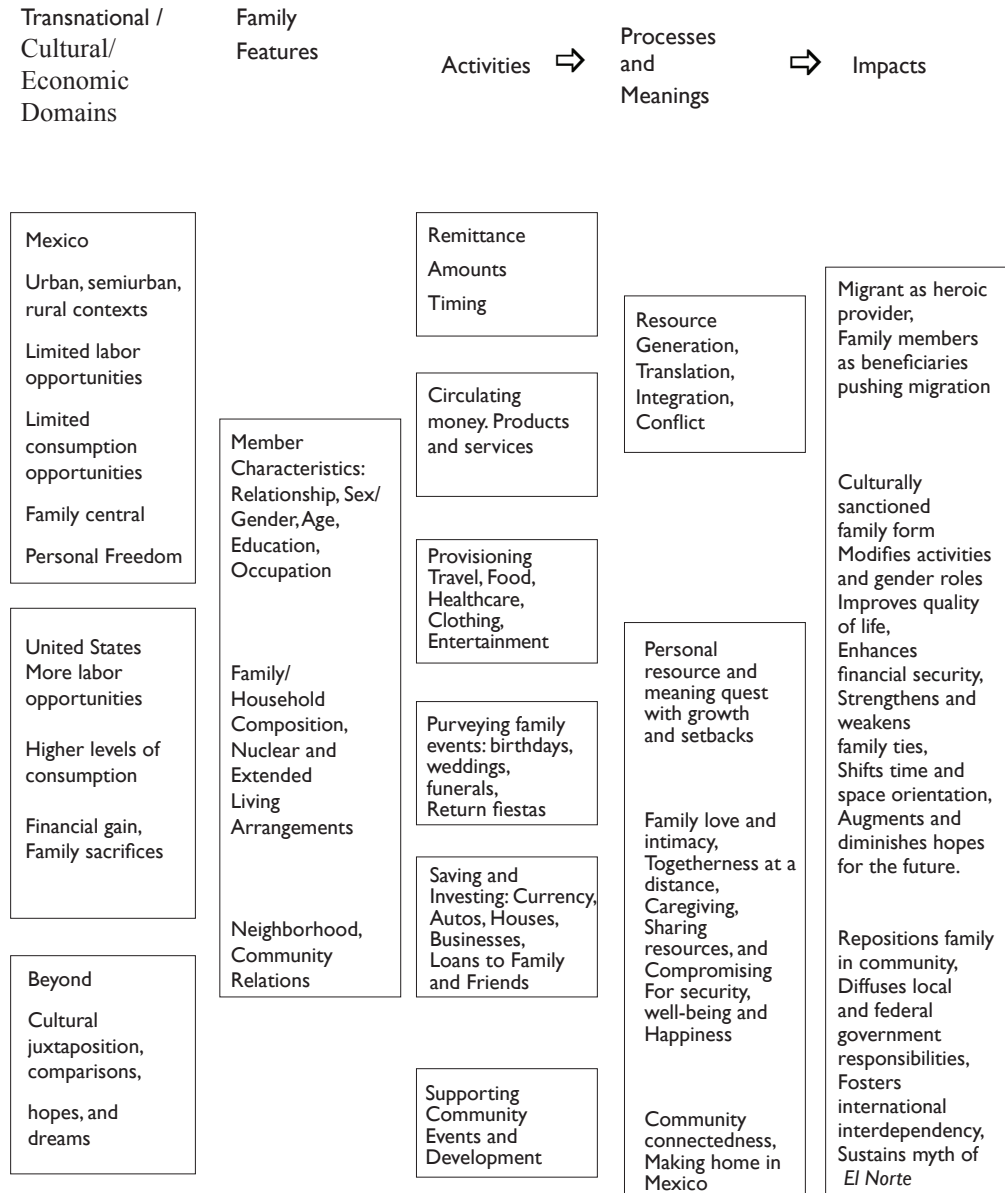 Transnational /
Cultural/
Economic
Domains
Family
Features
Activities ⇨
Processes
and
Meanings
⇨ Impacts
Mexico
Urban, semiurban,
rural contexts
Limited labor
opportunities
Limited
consumption
opportunities
Family central
Personal Freedom
United States
More labor
opportunities
Higher levels of
consumption
Financial gain,
Family sacrifices
Beyond
Cultural
juxtaposition,
comparisons,
hopes, and
dreams
Member
Characteristics:
Relationship, Sex/
Gender, Age,
Education,
Occupation
Family/
Household
Composition,
Nuclear and
Extended
Living
Arrangements
Neighborhood,
Community
Relations
Remittance
Amounts
Timing
Circulating
money. Products
and services
Provisioning
Travel, Food,
Healthcare,
Clothing,
Entertainment
Purveying family
events: birthdays,
weddings,
funerals,
Return fiestas
Saving and
Investing: Currency,
Autos, Houses,
Businesses,
Loans to Family
and Friends
Supporting
Community
Events and
Development
Resource
Generation,
Translation,
Integration,
Conflict
Personal
resource and
meaning quest
with growth
and setbacks
Family love and
intimacy,
Togetherness at a
distance,
Caregiving,
Sharing
resources, and
Compromising
For security,
well-being and
Happiness
Community
connectedness,
Making home in
Mexico
Migrant as heroic
provider,
Family members
as beneficiaries
pushing migration
Culturally
sanctioned
family form
Modifies activities
and gender roles
Improves quality
of life,
Enhances
financial security,
Strengthens and
weakens
family ties,
Shifts time and
space orientation,
Augments and
diminishes hopes
for the future.
Repositions family
in community,
Diffuses local
and federal
government
responsibilities,
Fosters
international
interdependency,
Sustains myth of
El Norte